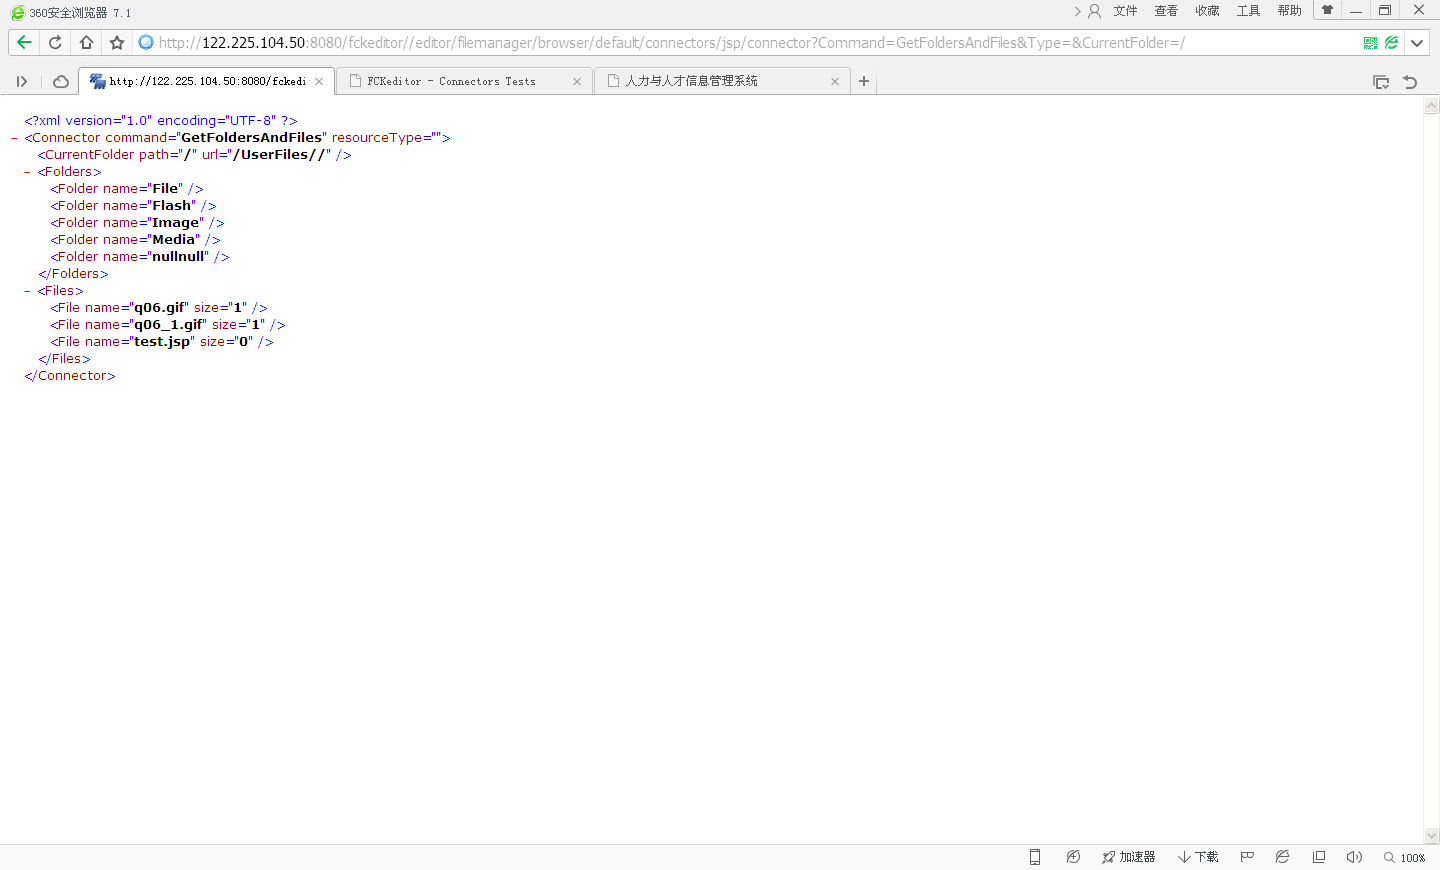 360安全浏览器 7.1
文件 查看 收藏 工具 帮助
http://122.225.104.50:8080/fckeditor//editor/filemanager/browser/default/connectors/jsp/connector?Command=GetFoldersAndFiles&Type=&CurrentFolder=/
http://122.225.104.50:8080/fckedi
FCKeditor - Connectors Tests
人力与人才信息管理系统
<?xml version="1.0" encoding="UTF-8" ?>
- <Connector command="GetFoldersAndFiles" resourceType="">
<CurrentFolder path="/" url="/UserFiles//" />
- <Folders>
<Folder name="File" />
<Folder name="Flash" />
<Folder name="Image" />
<Folder name="Media" />
<Folder name="nullnull" />
</Folders>
- <Files>
<File name="q06.gif" size="1" />
<File name="q06_1.gif" size="1" />
<File name="test.jsp" size="0" />
</Files>
</Connector>
加速器 下载 100%